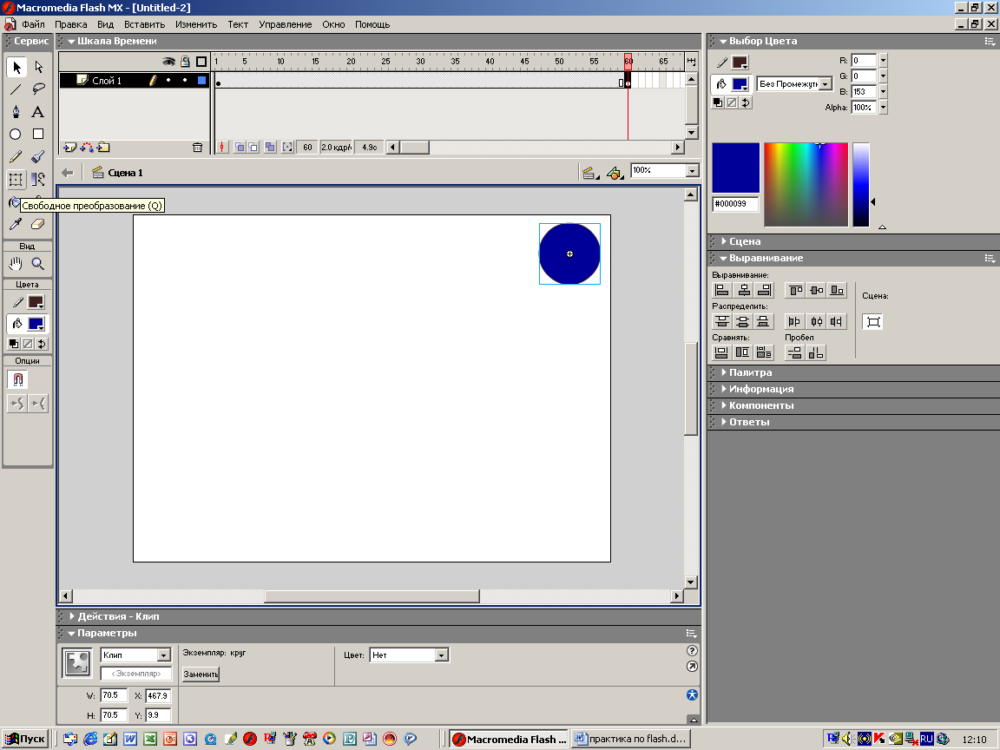 Macromedia Flash MX - [Untitled-2]
Файл Правка Вид Вставить Изменить Тект Управление Окно Помощь
Сервис
Шкала Времени
1 5 10 15 20 25 30 35 40 45 50 55 60 65
Слой 1
60 2.0 кдр/ 4.9с
Сцена 1
100%
Свободное преобразование (Q)
Вид
Цвета
Опции
Действия - Клип
Параметры
Клип
Экземпляр: круг
Цвет: Нет
<Экземпляр>
Заменить
W: 70.5 X: 467.9
H: 70.5 Y: 9.9
Выбор Цвета
R: 0
Без Промежутк
G: 0
B: 153
Alpha: 100%
#000099
Сцена
Выравнивание
Выравнивание:
Сцена:
Распределить:
Сравнять: Пробел
Палитра
Информация
Компоненты
Ответы
Пуск
Macromedia Flash ...
практика по flash.d...
RU
12:10